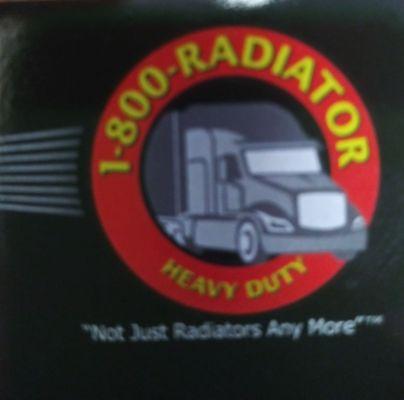 1-800-RADIATOR
HEAVY DUTY
"Not Just Radiators Any More"™